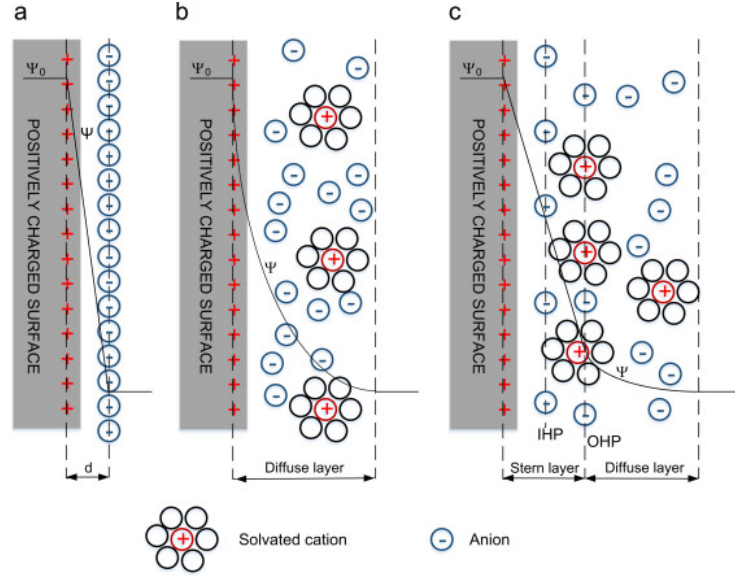 a
b
c
Ψ0
Ψ
POSITIVELY CHARGED SURFACE
d
Ψ0
Ψ
POSITIVELY CHARGED SURFACE
Diffuse layer
Ψ0
Ψ
POSITIVELY CHARGED SURFACE
IHP
OHP
Stern layer
Diffuse layer
Solvated cation
Anion